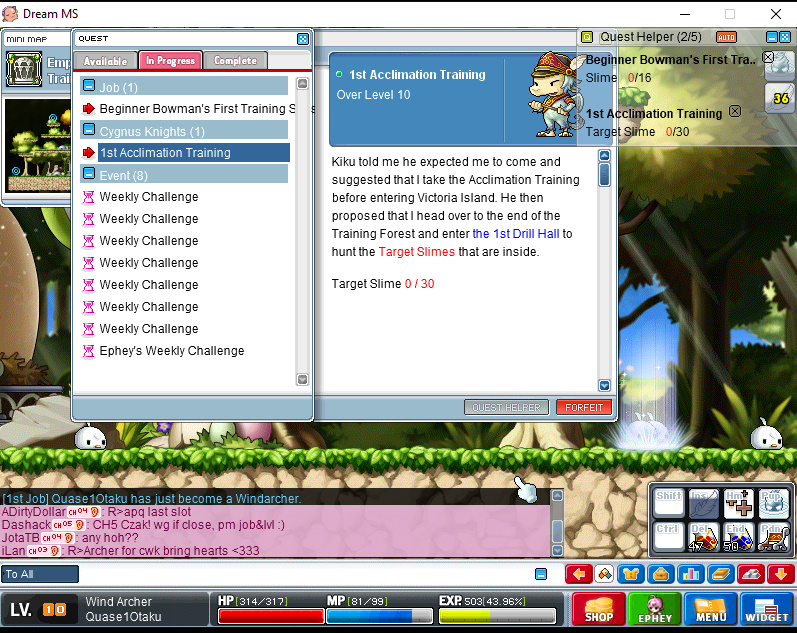 Dream MS
MINI MAP
QUEST
Available
In Progress
Complete
Job (1)
Beginner Bowman's First Training S
Cygnus Knights (1)
1st Acclimation Training
Event (8)
Weekly Challenge
Weekly Challenge
Weekly Challenge
Weekly Challenge
Weekly Challenge
Weekly Challenge
Weekly Challenge
Ephey's Weekly Challenge
1st Acclimation Training
Over Level 10
Kiku told me he expected me to come and
suggested that I take the Acclimation Training
before entering Victoria Island. He then
proposed that I head over to the end of the
Training Forest and enter the 1st Drill Hall to
hunt the Target Slimes that are inside.
Target Slime 0 / 30
QUEST HELPER
FORFEIT
Quest Helper (2/5)
AUTO
Beginner Bowman's First Tra..
Slime 0/16
1st Acclimation Training
Target Slime 0/30
36
[1st Job] Quase1Otaku has just become a Windarcher.
ADirtyDollar CH04 : R>apq last slot
Dashack CH05 : CH5 Czak! wg if close, pm job&lvl :)
JotaTB CH04 : any hoh??
iLan CH03 : R>Archer for cwk bring hearts <333
Shift Ins Hm Pup
Ctrl Del End Pdn
47 50
To All
LV. 10
Wind Archer
Quase1Otaku
HP[314/317]
MP[81/99]
EXP 503[43.96%]
SHOP
EPHEY
MENU
WIDGET